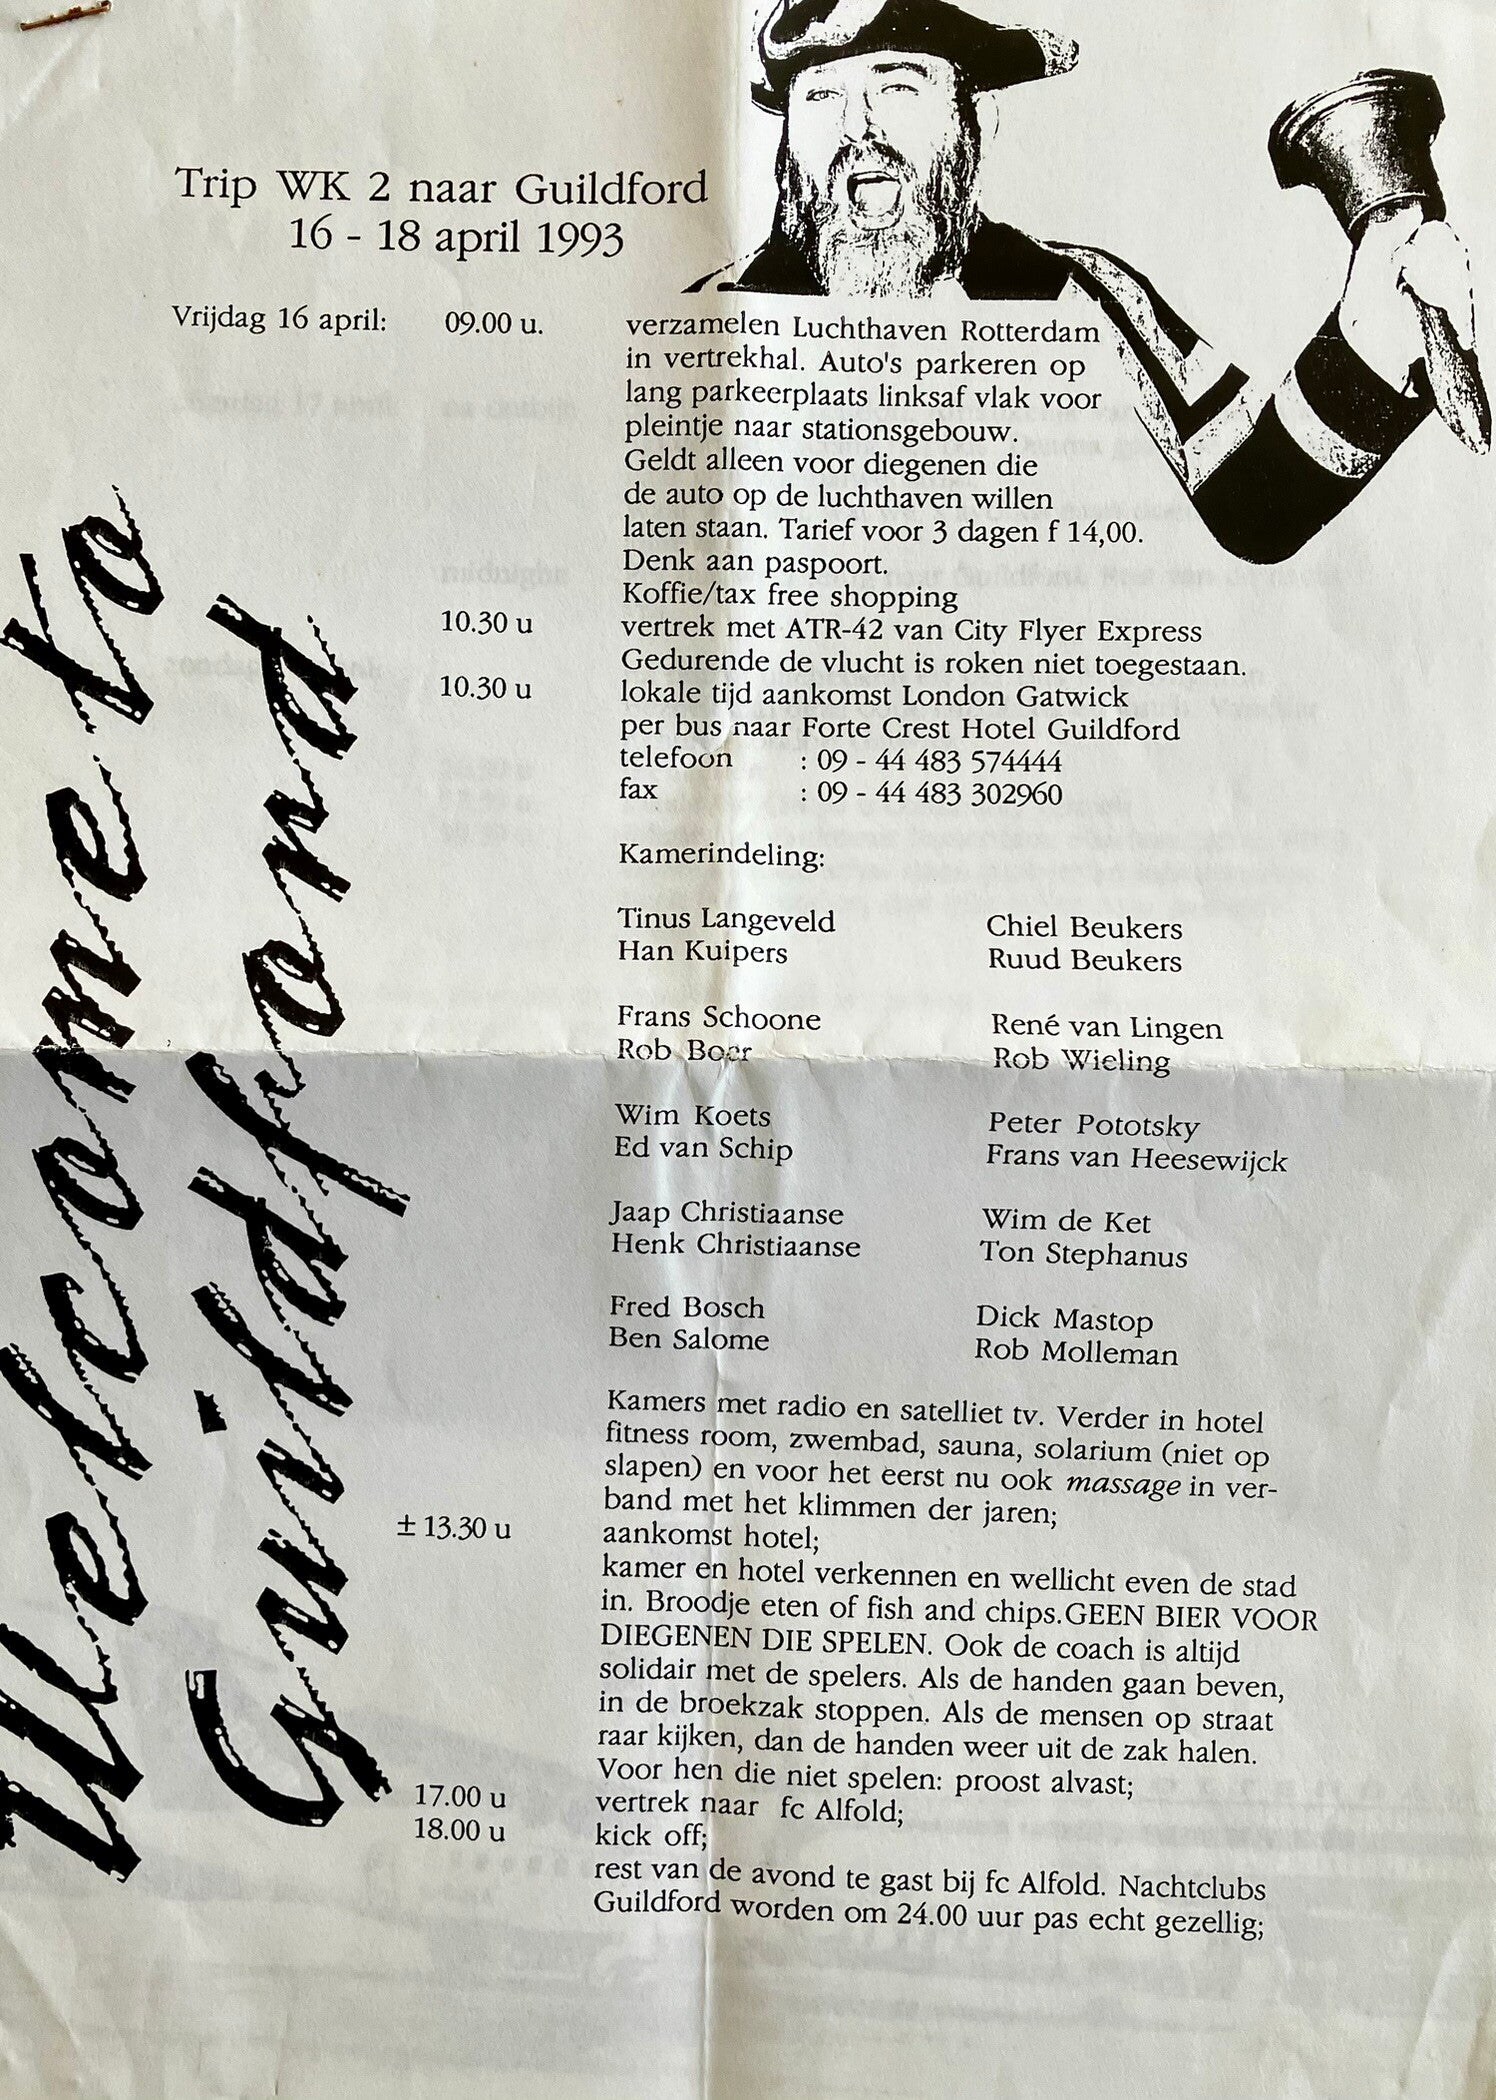 Welcome to
Guildford
Trip WK 2 naar Guildford
16 - 18 april 1993
Vrijdag 16 april: 09.00 u. verzamelen Luchthaven Rotterdam
in vertrekhal. Auto's parkeren op
lang parkeerplaats linksaf vlak voor
pleintje naar stationsgebouw.
Geldt alleen voor diegenen die
de auto op de luchthaven willen
laten staan. Tarief voor 3 dagen f 14,00.
Denk aan paspoort.
Koffie/tax free shopping
10.30 u vertrek met ATR-42 van City Flyer Express
Gedurende de vlucht is roken niet toegestaan.
10.30 u lokale tijd aankomst London Gatwick
per bus naar Forte Crest Hotel Guildford
telefoon : 09 - 44 483 574444
fax : 09 - 44 483 302960
Kamerindeling:
Tinus Langeveld Chiel Beukers
Han Kuipers Ruud Beukers
Frans Schoone René van Lingen
Rob Boer Rob Wieling
Wim Koets Peter Pototsky
Ed van Schip Frans van Heesewijck
Jaap Christiaanse Wim de Ket
Henk Christiaanse Ton Stephanus
Fred Bosch Dick Mastop
Ben Salome Rob Molleman
Kamers met radio en satelliet tv. Verder in hotel
fitness room, zwembad, sauna, solarium (niet op
slapen) en voor het eerst nu ook massage in ver-
band met het klimmen der jaren;
± 13.30 u aankomst hotel;
kamer en hotel verkennen en wellicht even de stad
in. Broodje eten of fish and chips.GEEN BIER VOOR
DIEGENEN DIE SPELEN. Ook de coach is altijd
solidair met de spelers. Als de handen gaan beven,
in de broekzak stoppen. Als de mensen op straat
raar kijken, dan de handen weer uit de zak halen.
Voor hen die niet spelen: proost alvast;
17.00 u vertrek naar fc Alfold;
18.00 u kick off;
rest van de avond te gast bij fc Alfold. Nachtclubs
Guildford worden om 24.00 uur pas echt gezellig;